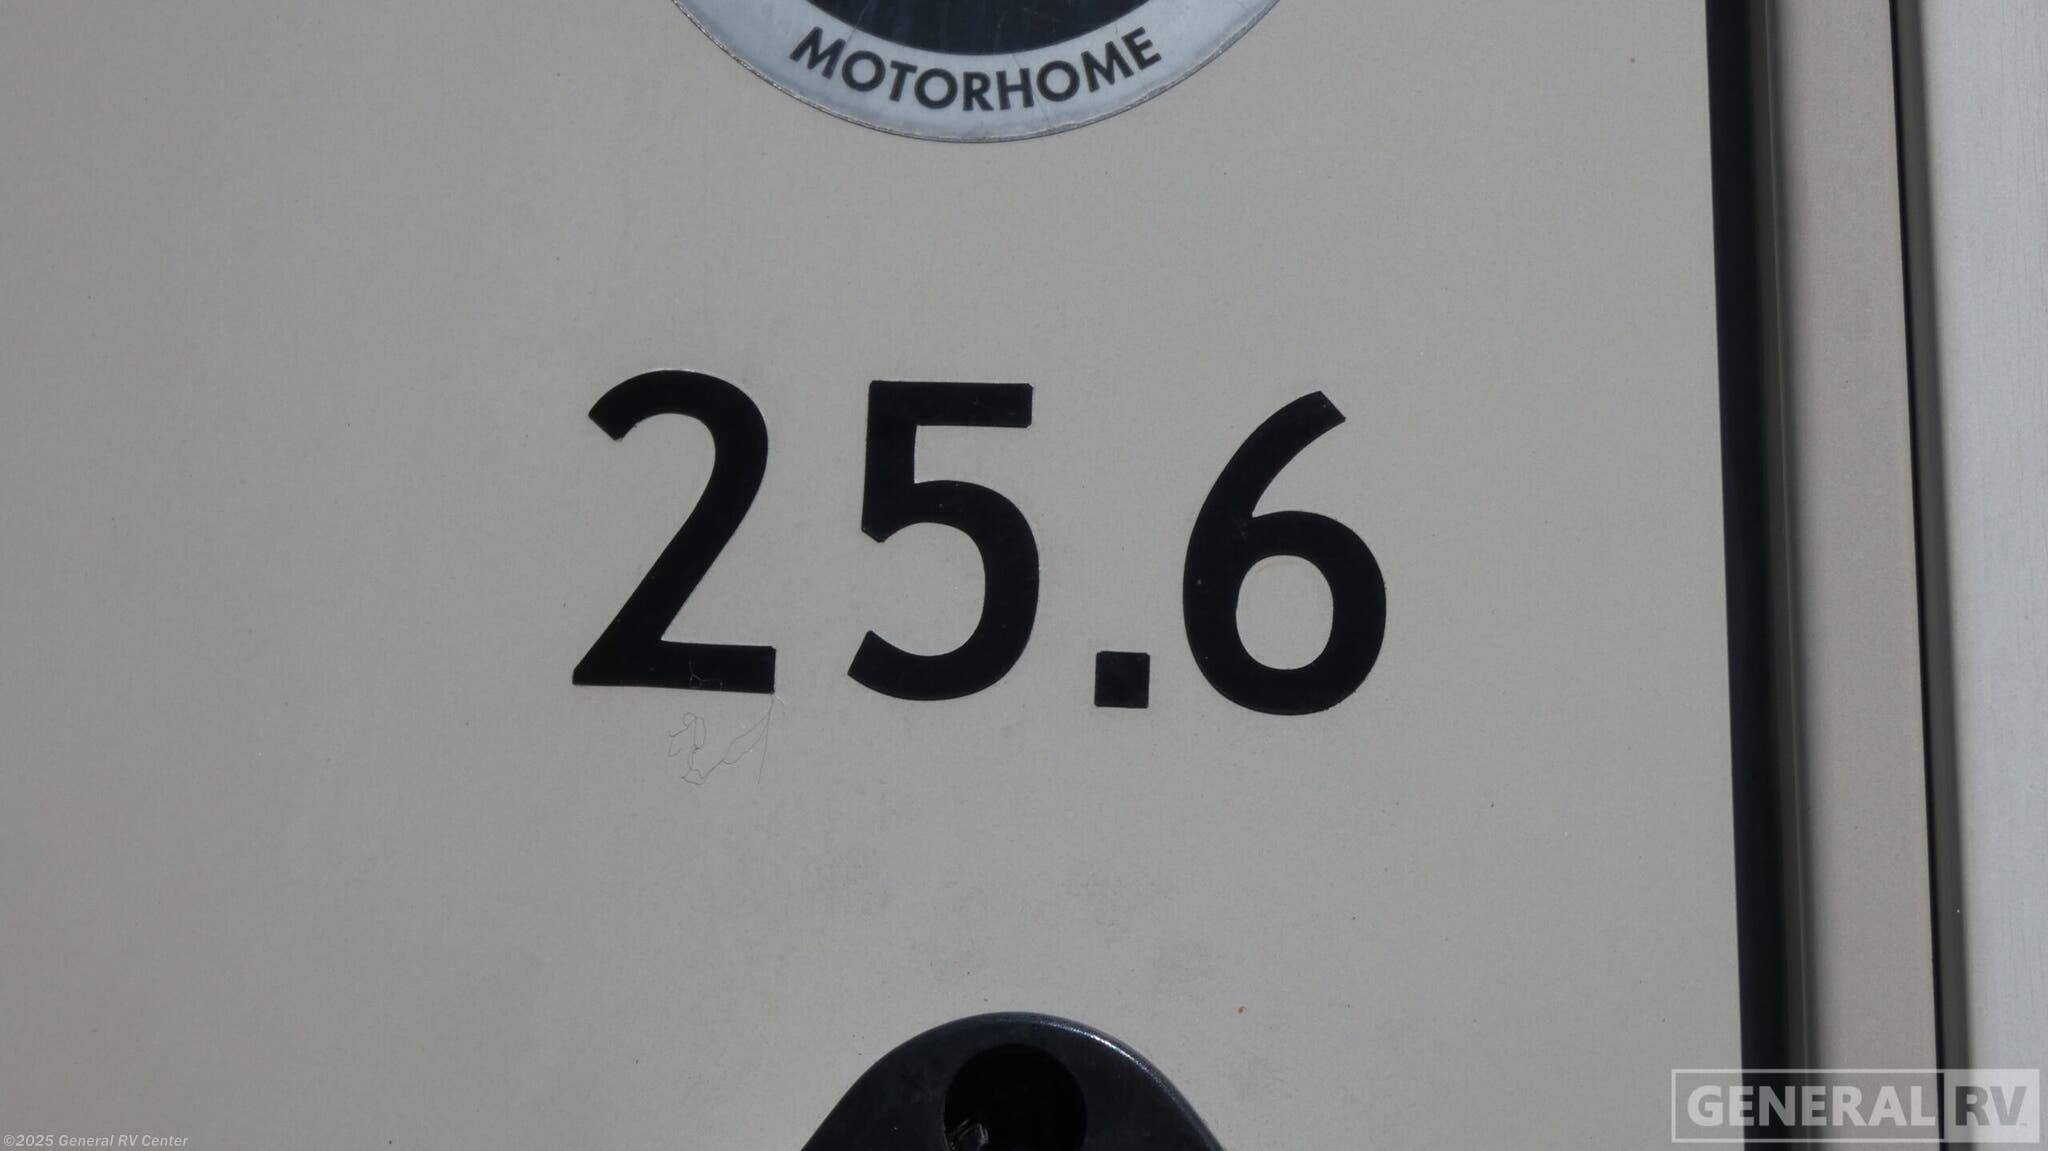 MOTORHOME
25.6
GENERAL RV
©2025 General RV Center